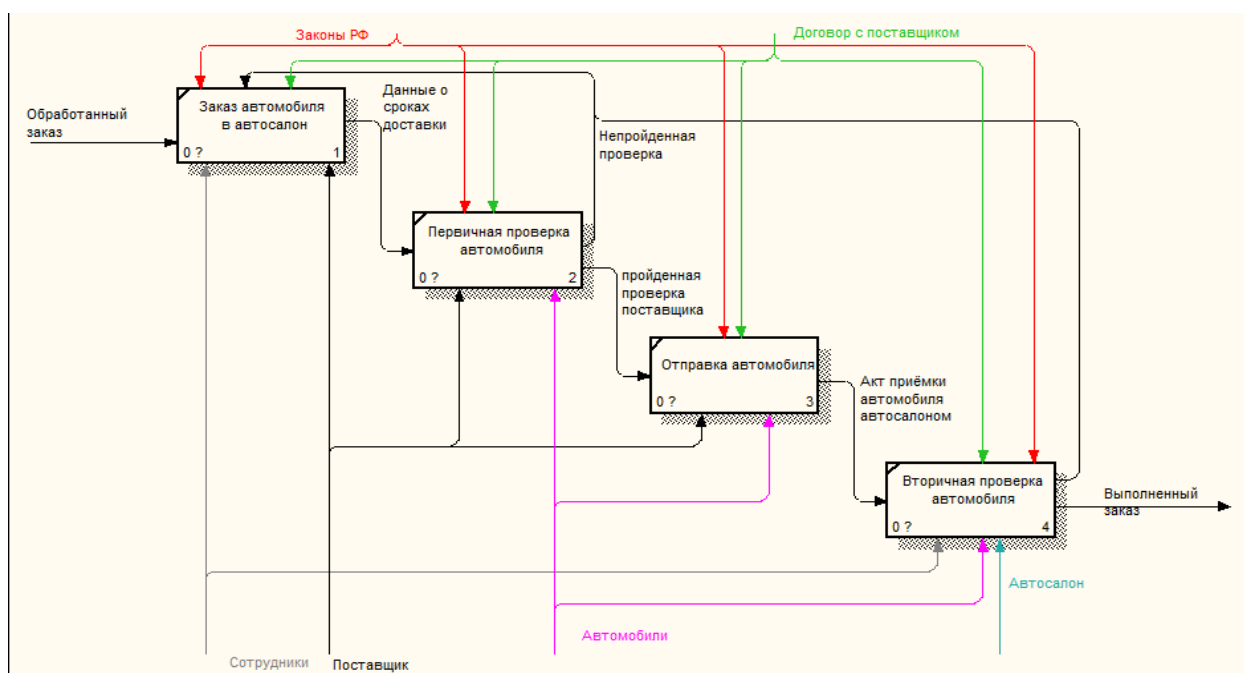 Законы РФ
Договор с поставщиком
Обработанный
заказ
Заказ автомобиля
в автосалон
0 ?
1
Данные о
сроках
доставки
Непройденная
проверка
Первичная проверка
автомобиля
0 ?
2
пройденная
проверка
поставщика
Отправка автомобиля
0 ?
3
Акт приёмки
автомобиля
автосалоном
Вторичная проверка
автомобиля
0 ?
4
Выполненный
заказ
Автосалон
Автомобили
Сотрудники
Поставщик